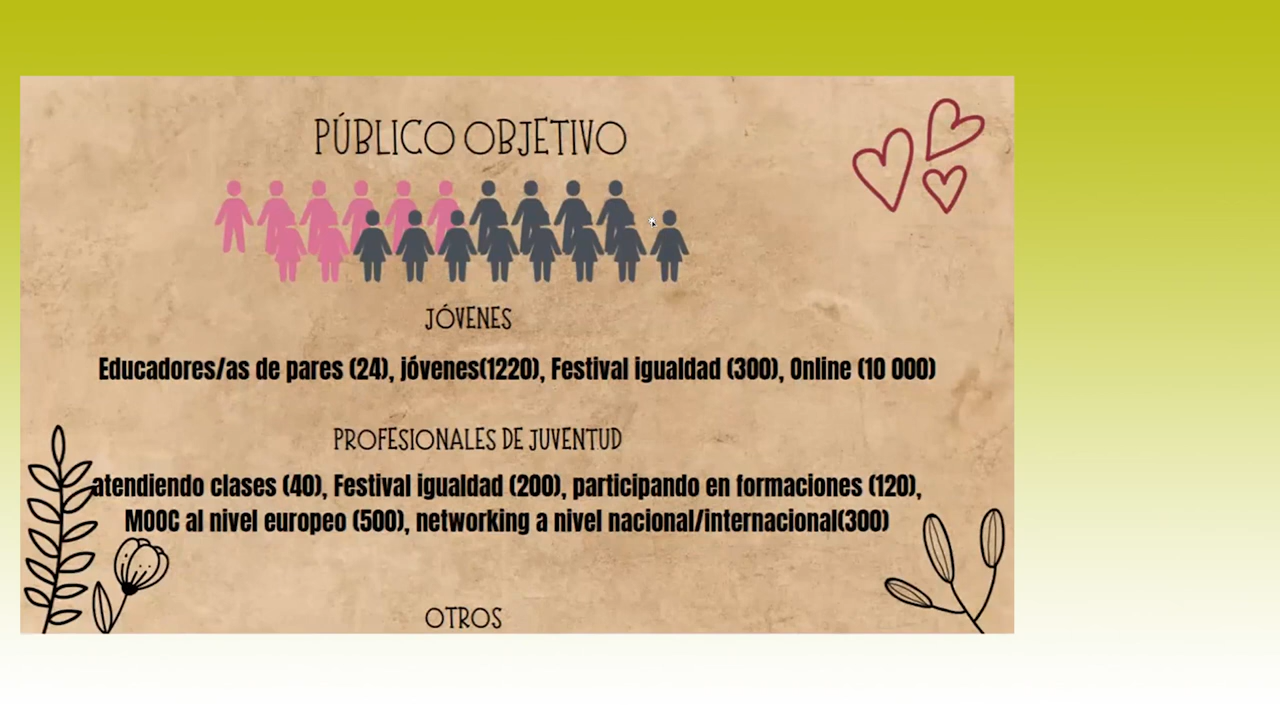 PÚBLICO OBJETIVO
JÓVENES
Educadores/as de pares (24), jóvenes(1220), Festival igualdad (300), Online (10 000)
PROFESIONALES DE JUVENTUD
atendiendo clases (40), Festival igualdad (200), participando en formaciones (120),
MOOC al nivel europeo (500), networking a nivel nacional/internacional(300)
OTROS